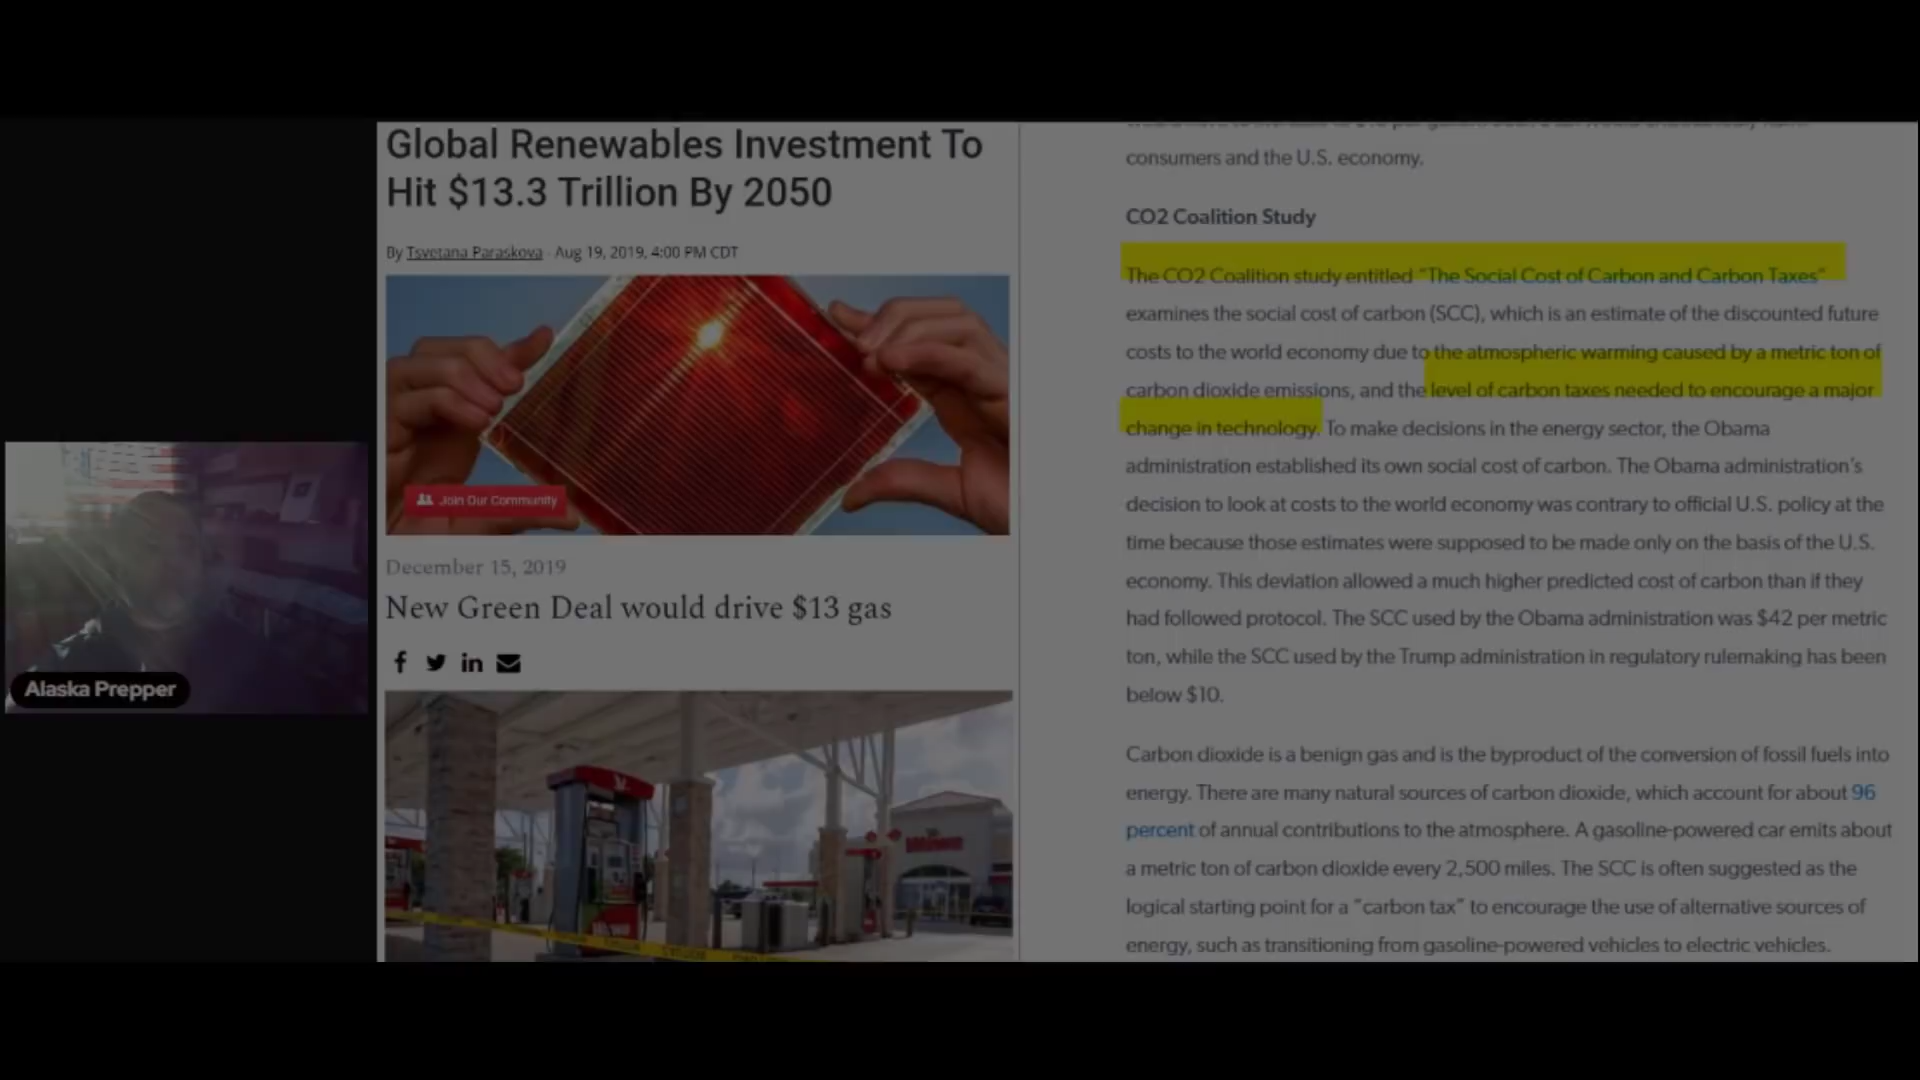 Global Renewables Investment To
Hit $13.3 Trillion By 2050
By Tsvetana Paraskova - Aug 19, 2019, 4:00 PM CDT
Join Our Community
December 15, 2019
New Green Deal would drive $13 gas
Alaska Prepper
consumers and the U.S. economy.
CO2 Coalition Study
The CO2 Coalition study entitled "The Social Cost of Carbon and Carbon Taxes"
examines the social cost of carbon (SCC), which is an estimate of the discounted future
costs to the world economy due to the atmospheric warming caused by a metric ton of
carbon dioxide emissions, and the level of carbon taxes needed to encourage a major
change in technology. To make decisions in the energy sector, the Obama
administration established its own social cost of carbon. The Obama administration's
decision to look at costs to the world economy was contrary to official U.S. policy at the
time because those estimates were supposed to be made only on the basis of the U.S.
economy. This deviation allowed a much higher predicted cost of carbon than if they
had followed protocol. The SCC used by the Obama administration was $42 per metric
ton, while the SCC used by the Trump administration in regulatory rulemaking has been
below $10.
Carbon dioxide is a benign gas and is the byproduct of the conversion of fossil fuels into
energy. There are many natural sources of carbon dioxide, which account for about 96
percent of annual contributions to the atmosphere. A gasoline-powered car emits about
a metric ton of carbon dioxide every 2,500 miles. The SCC is often suggested as the
logical starting point for a "carbon tax" to encourage the use of alternative sources of
energy, such as transitioning from gasoline-powered vehicles to electric vehicles.